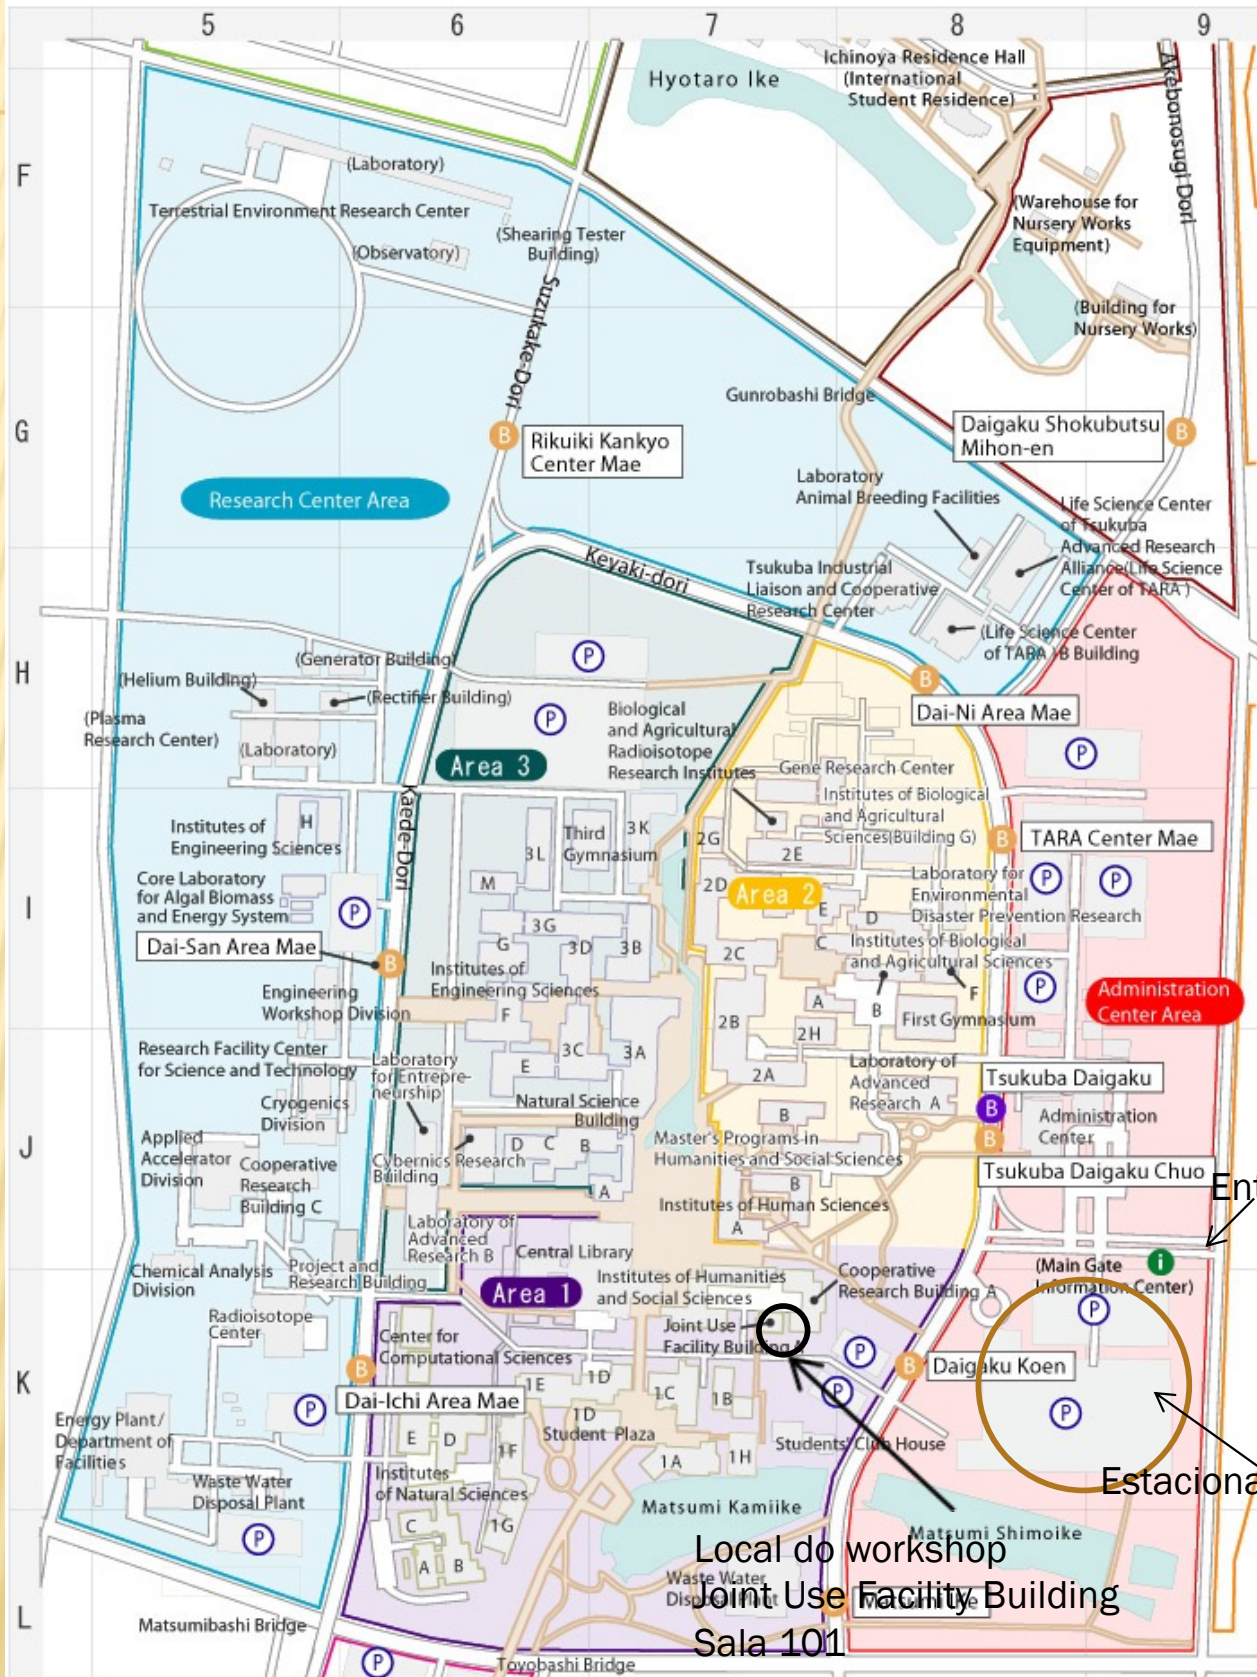 5 6 7 8 9
F
G
H
I
J
K
L
Hyotaro Ike
Ichinoya Residence Hall
(International
Student Residence)
Akebonosugi-Dori
(Laboratory)
Terrestrial Environment Research Center
(Observatory)
(Shearing Tester
Building)
Suzukake-Dori
(Warehouse for
Nursery Works
Equipment)
(Building for
Nursery Works)
Gunrobashi Bridge
B
Rikuiki Kankyo
Center Mae
Daigaku Shokubutsu
Mihon-en
B
Research Center Area
Laboratory
Animal Breeding Facilities
Life Science Center
of Tsukuba
Advanced Research
Alliance(Life Science
Center of TARA )
Keyaki-dori
Tsukuba Industrial
Liaison and Cooperative
Research Center
(Life Science Center
of TARA )B Building
(Generator Building)
(Helium Building)
(Rectifier Building)
(Plasma
Research Center)
(Laboratory)
P
P
Area 3
Biological
and Agricultural
Radioisotope
Research Institutes
B
Dai-Ni Area Mae
P
Gene Research Center
Institutes of Biological
and Agricultural
Sciences(Building G)
Kaede-Dori
H
Institutes of
Engineering Sciences
Core Laboratory
for Algal Biomass
and Energy System
P
Dai-San Area Mae
B
3L
Third
Gymnasium
3K
M
3G
G
3D
3B
Institutes of
Engineering Sciences
F
3C
3A
E
2G
2E
2D
Area 2
E
D
C
2C
A
B
F
2B
2H
2A
B
TARA Center Mae
P
P
P
Laboratory for
Environmental
Disaster Prevention Research
Institutes of Biological
and Agricultural Sciences
First Gymnasium
Administration
Center Area
Engineering
Workshop Division
Research Facility Center
for Science and Technology
Laboratory
for Entrepre-
neurship
Cryogenics
Division
Natural Science
Building
Laboratory of
Advanced
Research A
Tsukuba Daigaku
B
B
Administration
Center
Tsukuba Daigaku Chuo
Applied
Accelerator
Division
Cooperative
Research
Building C
Cybernics Research
Building
D
C
B
A
B
Master's Programs in
Humanities and Social Sciences
B
Institutes of Human Sciences
A
Ent
Laboratory of
Advanced
Research B
Central Library
Chemical Analysis
Division
Project and
Research Building
Area 1
Institutes of Humanities
and Social Sciences
Cooperative
Research Building A
(Main Gate
Information Center)
i
P
P
Radioisotope
Center
Center for
Computational Sciences
Joint Use
Facility Building A
P
P
B
Daigaku Koen
B
Dai-Ichi Area Mae
P
1E
1D
1D
1C
1B
Student Plaza
1A
1H
Students' Club House
Energy Plant/
Department of
Facilities
E
D
1F
Institutes
of Natural Sciences
Waste Water
Disposal Plant
P
C
1G
A
B
Matsumi Kamiike
Estaciona
Matsumi Shimoike
Local do workshop
Joint Use Facility Building
Sala 101
Waste Water
Disposal Plant
Matsumi Ike
Matsumibashi Bridge
P
Toyobashi Bridge